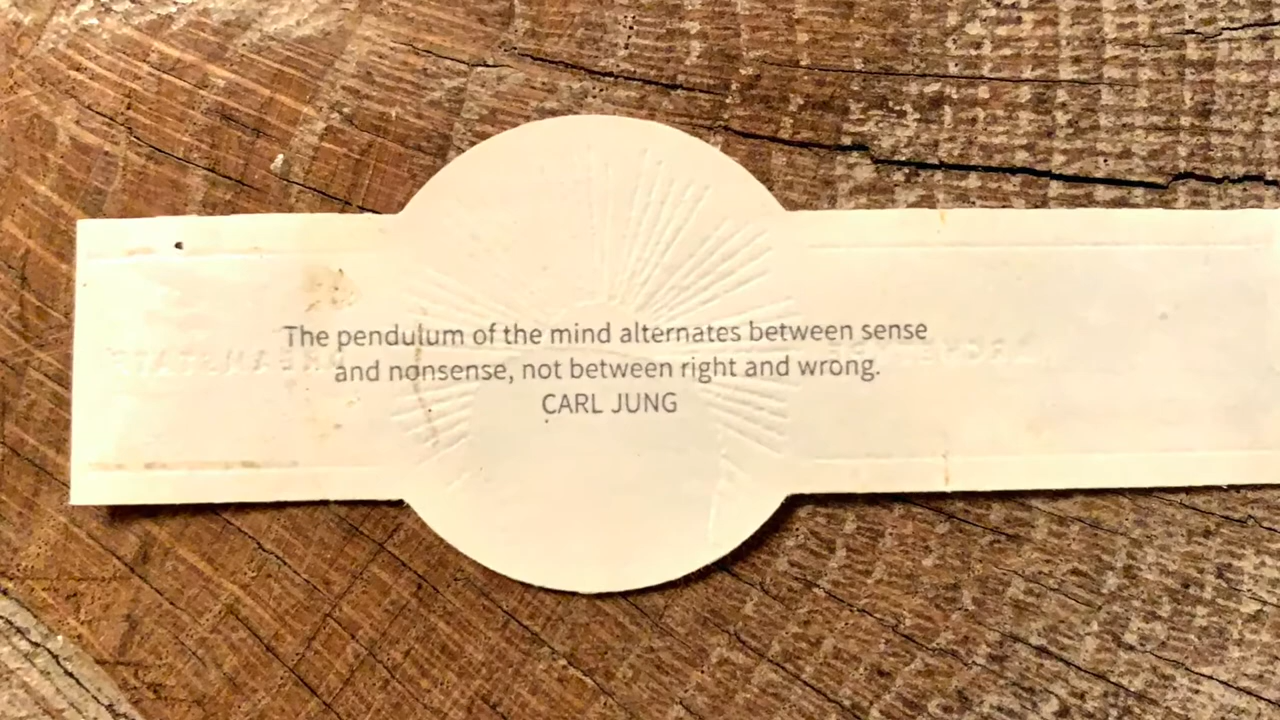 The pendulum of the mind alternates between sense
and nonsense, not between right and wrong.
CARL JUNG